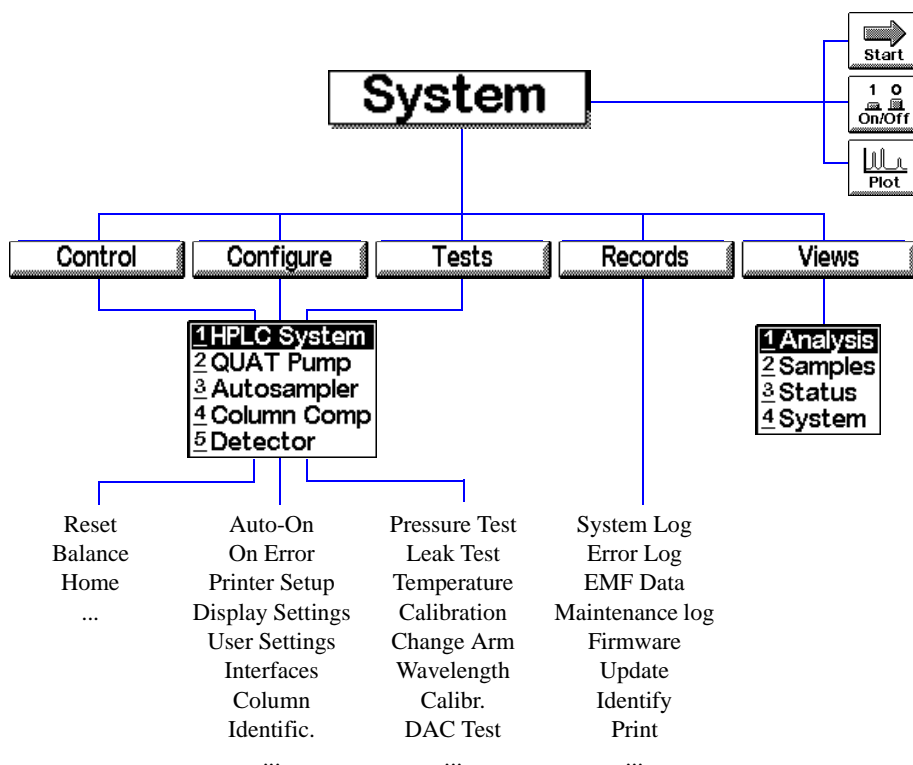 Start
System
1 0
On/Off
Plot
Control
Configure
Tests
Records
Views
1 HPLC System
2 QUAT Pump
3 Autosampler
4 Column Comp
5 Detector
1 Analysis
2 Samples
3 Status
4 System
Reset
Balance
Home
...
Auto-On
On Error
Printer Setup
Display Settings
User Settings
Interfaces
Column
Identific.
...
Pressure Test
Leak Test
Temperature
Calibration
Change Arm
Wavelength
Calibr.
DAC Test
...
System Log
Error Log
EMF Data
Maintenance log
Firmware
Update
Identify
Print
...